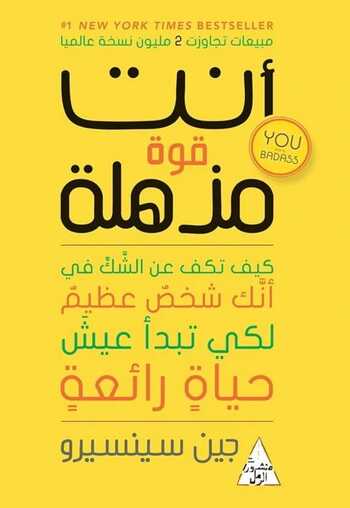 #1 NEW YORK TIMES BESTSELLER
مبيعات تجاوزت 2 مليون نسخة عالميا
أنت
قوة
مذهلة
YOU
BADASS
كيف تكف عن الشَّكِّ في
أنَّك شخصٌ عظيمٌ
لكي تبدأ عيشَ
حياةٍ رائعةٍ
جين سينسيرو
منشورات
الرمل